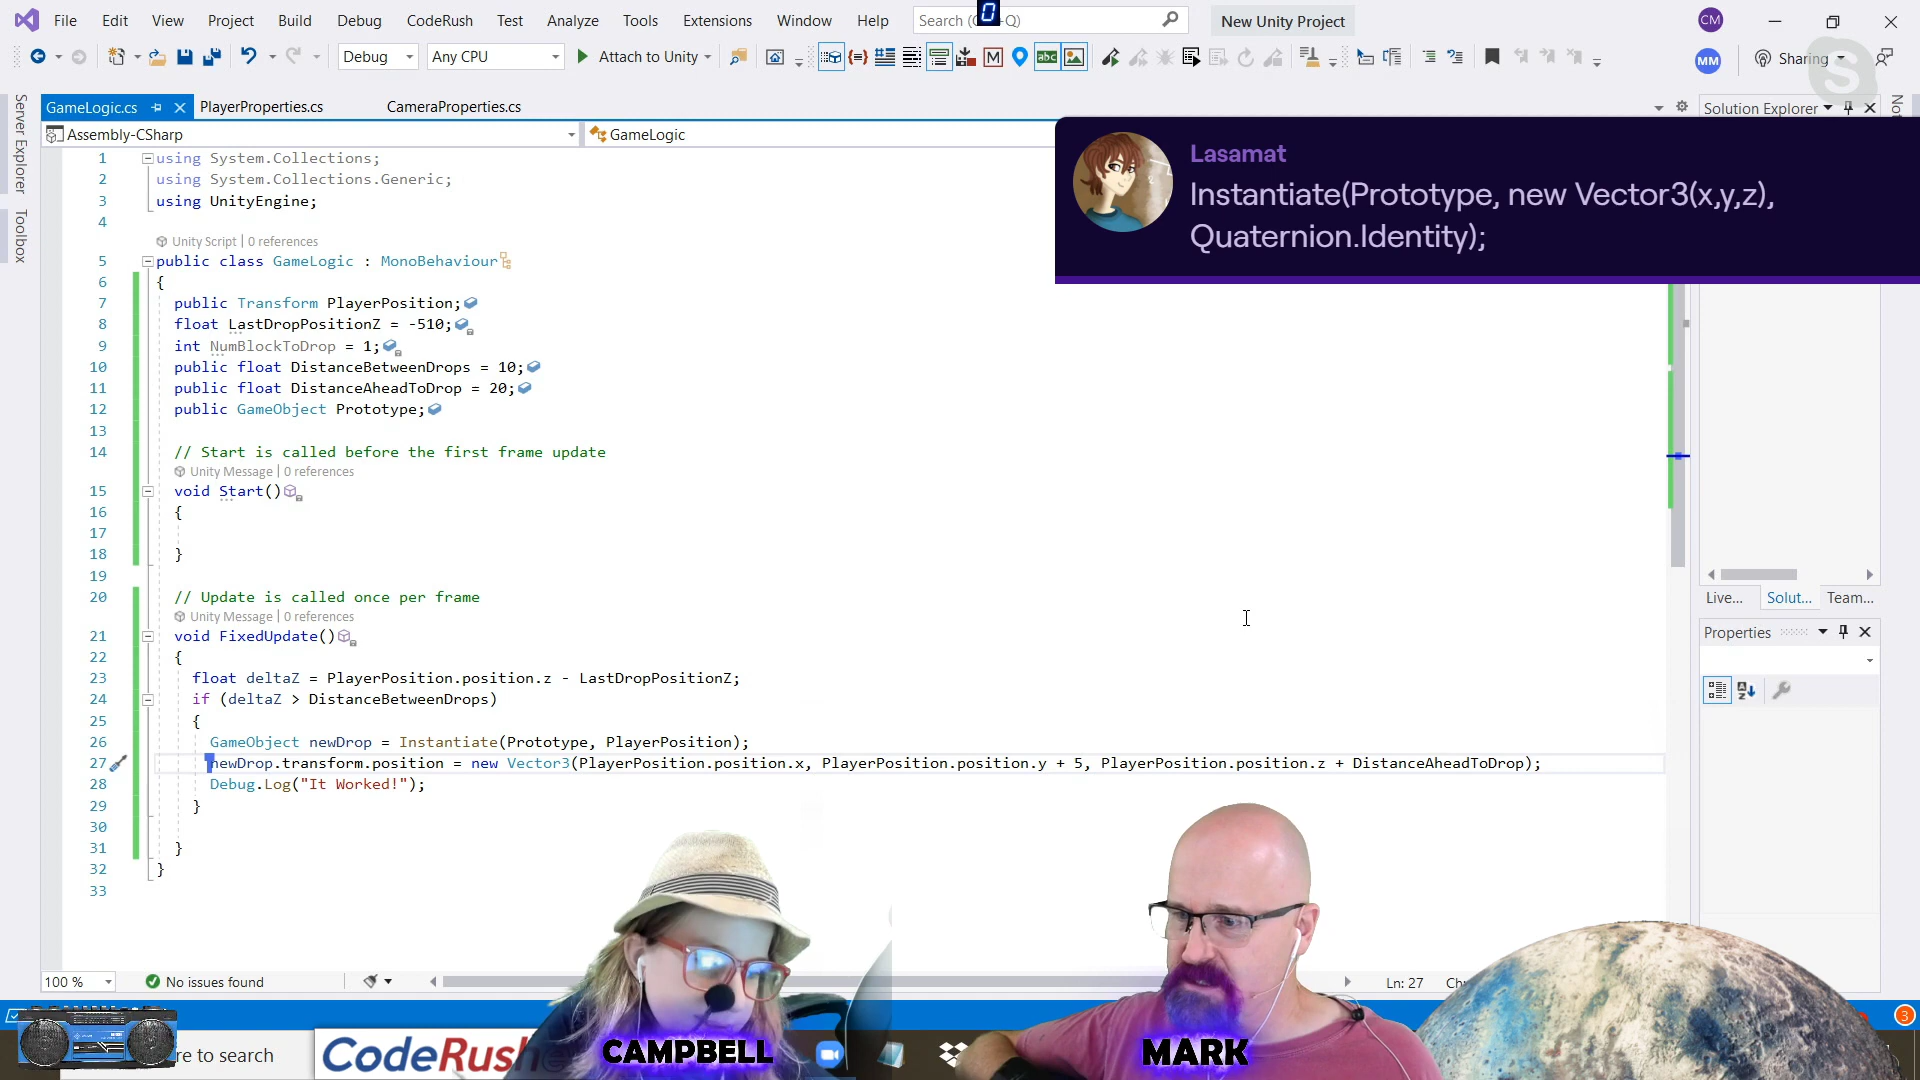 File Edit View Project Build Debug CodeRush Test Analyze Tools Extensions Window Help Search (C +Q) New Unity Project CM
0
Debug Any CPU Attach to Unity Sharing MM
GameLogic.cs PlayerProperties.cs CameraProperties.cs
Solution Explorer
Server Explorer
Toolbox
Not
Assembly-CSharp GameLogic
Lasamat
Instantiate(Prototype, new Vector3(x,y,z),
Quaternion.Identity);
1 using System.Collections;
2 using System.Collections.Generic;
3 using UnityEngine;
4
Unity Script | 0 references
5 public class GameLogic : MonoBehaviour
6 {
7 public Transform PlayerPosition;
8 float LastDropPositionZ = -510;
9 int NumBlockToDrop = 1;
10 public float DistanceBetweenDrops = 10;
11 public float DistanceAheadToDrop = 20;
12 public GameObject Prototype;
13
14 // Start is called before the first frame update
Unity Message | 0 references
15 void Start()
16 {
17
18 }
19
20 // Update is called once per frame
Unity Message | 0 references
21 void FixedUpdate()
22 {
23 float deltaZ = PlayerPosition.position.z - LastDropPositionZ;
24 if (deltaZ > DistanceBetweenDrops)
25 {
26 GameObject newDrop = Instantiate(Prototype, PlayerPosition);
27 newDrop.transform.position = new Vector3(PlayerPosition.position.x, PlayerPosition.position.y + 5, PlayerPosition.position.z + DistanceAheadToDrop);
28 Debug.Log("It Worked!");
29 }
30
31 }
32 }
33
Live... Solut... Team...
Properties
100 % No issues found Ln: 27
re to search
CodeRush
CAMPBELL
MARK
3